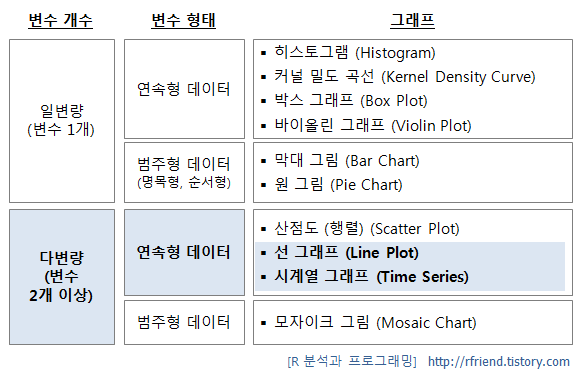 변수 개수
변수 형태
그래프
일변량
(변수 1개)
연속형 데이터
▪ 히스토그램 (Histogram)
▪ 커널 밀도 곡선 (Kernel Density Curve)
▪ 박스 그래프 (Box Plot)
▪ 바이올린 그래프 (Violin Plot)
범주형 데이터
(명목형, 순서형)
▪ 막대 그림 (Bar Chart)
▪ 원 그림 (Pie Chart)
다변량
(변수
2개 이상)
연속형 데이터
▪ 산점도 (행렬) (Scatter Plot)
▪ 선 그래프 (Line Plot)
▪ 시계열 그래프 (Time Series)
범주형 데이터
▪ 모자이크 그림 (Mosaic Chart)
[R 분석과 프로그래밍] http://rfriend.tistory.com